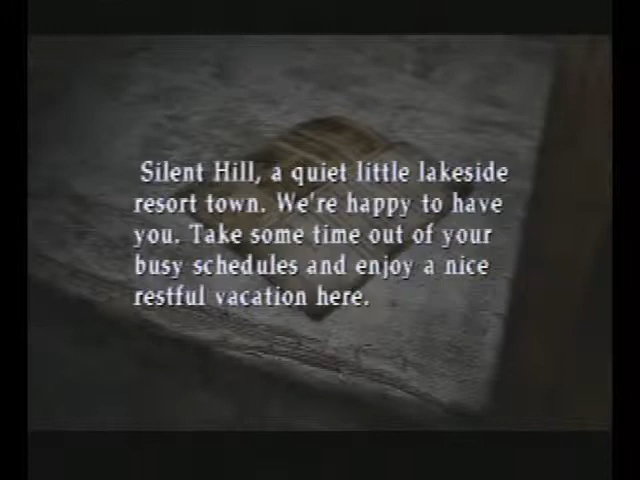 Silent Hill, a quiet little lakeside
resort town. We're happy to have
you. Take some time out of your
busy schedules and enjoy a nice
restful vacation here.